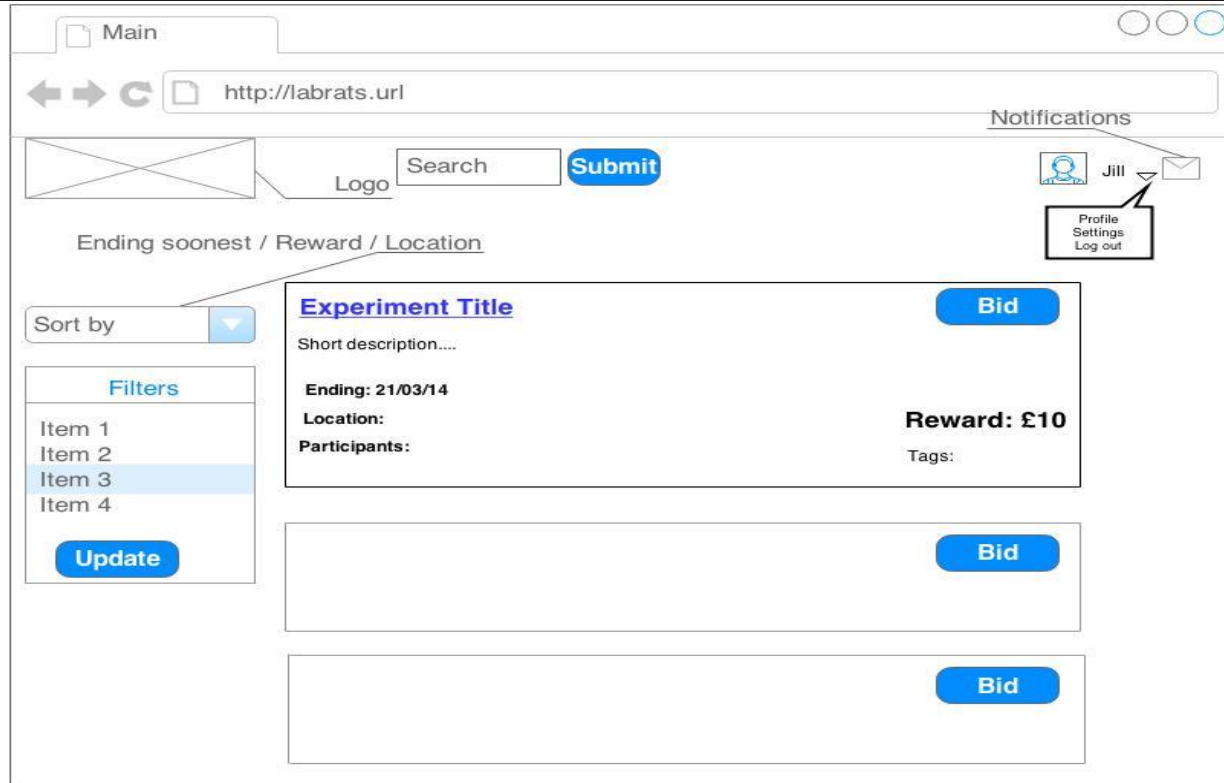 Main
http://labrats.url
Notifications
Logo
Search
Submit
Jill
Profile
Settings
Log out
Ending soonest / Reward / Location
Sort by
Filters
Item 1
Item 2
Item 3
Item 4
Update
Experiment Title
Bid
Short description....
Ending: 21/03/14
Location:
Participants:
Reward: £10
Tags:
Bid
Bid